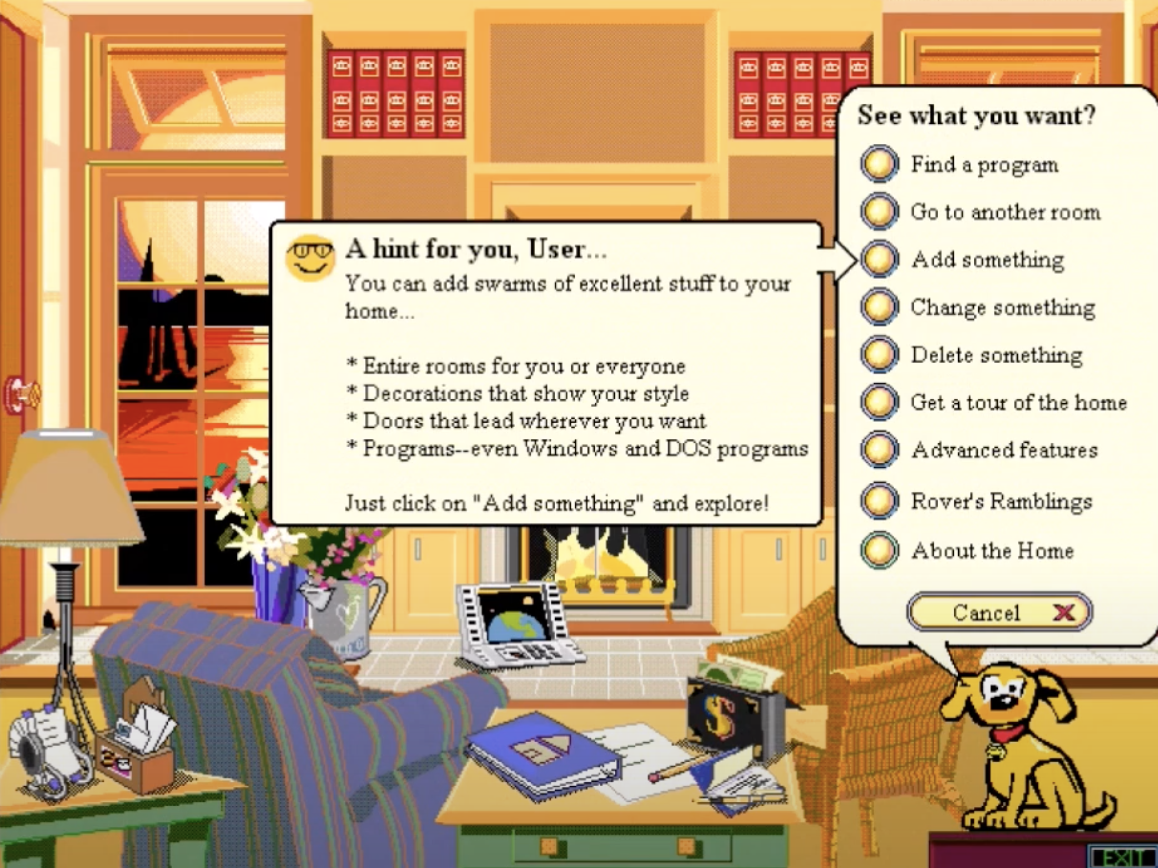 See what you want?
Find a program
Go to another room
Add something
Change something
Delete something
Get a tour of the home
Advanced features
Rover's Ramblings
About the Home
Cancel
A hint for you, User...
You can add swarms of excellent stuff to your
home...
* Entire rooms for you or everyone
* Decorations that show your style
* Doors that lead wherever you want
* Programs--even Windows and DOS programs
Just click on "Add something" and explore!
$
EXIT